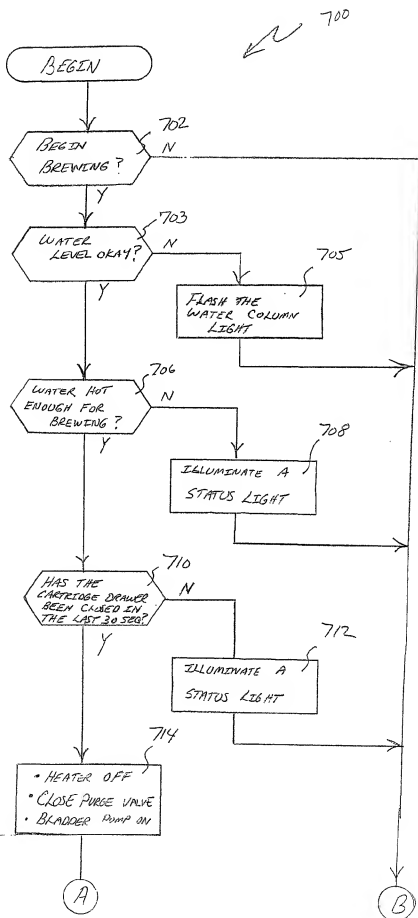 700
BEGIN
702
BEGIN
BREWING?
N
Y
703
WATER
LEVEL OKAY?
N
Y
705
FLASH THE
WATER COLUMN
LIGHT
706
WATER HOT
ENOUGH FOR
BREWING?
N
Y
708
ILLUMINATE A
STATUS LIGHT
710
HAS THE
CARTRIDGE DRAWER
BEEN CLOSED IN
THE LAST 30 SEC?
N
Y
712
ILLUMINATE A
STATUS LIGHT
714
• HEATER OFF
• CLOSE PURGE VALVE
• BLADDER PUMP ON
A
B